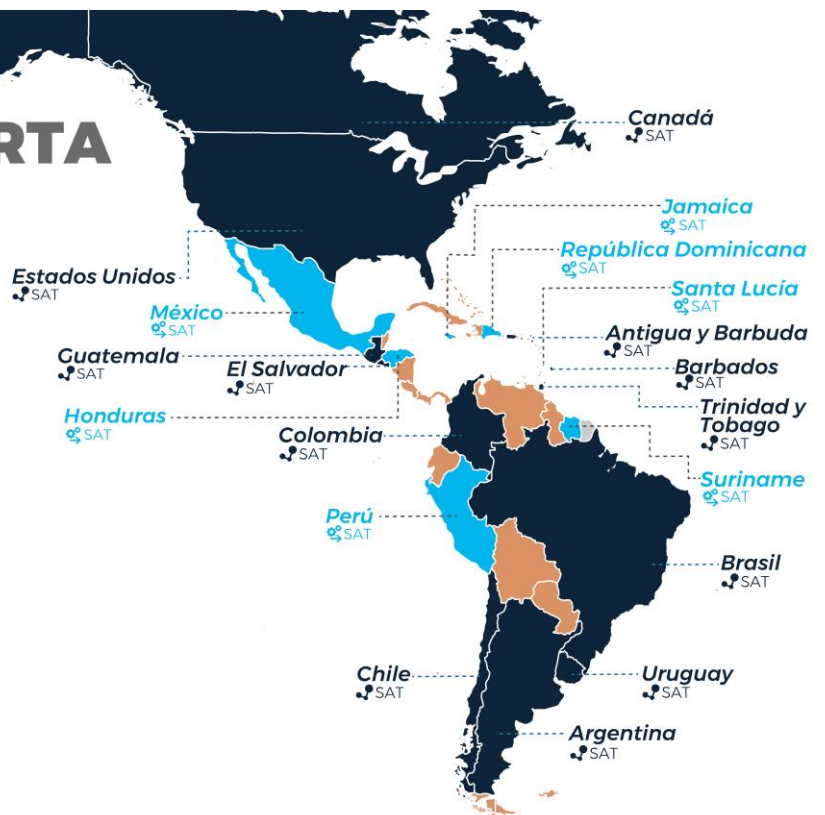 RTA
Canadá
SAT
Jamaica
SAT
República Dominicana
SAT
Estados Unidos
SAT
Santa Lucía
SAT
México
SAT
Antigua y Barbuda
SAT
Guatemala
SAT
El Salvador
SAT
Barbados
SAT
Trinidad y
Tobago
SAT
Honduras
SAT
Colombia
SAT
Suriname
SAT
Perú
SAT
Brasil
SAT
Chile
SAT
Uruguay
SAT
Argentina
SAT